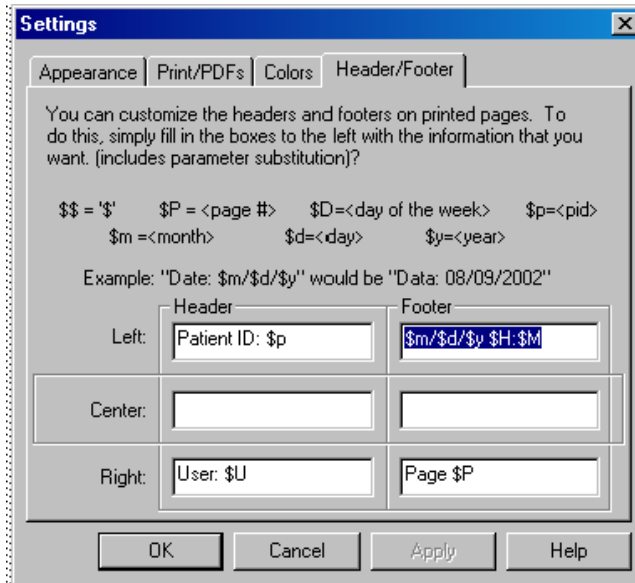 Settings
Appearance Print/PDFs Colors Header/Footer
You can customize the headers and footers on printed pages. To
do this, simply fill in the boxes to the left with the information that you
want. (includes parameter substitution)?
$$ = '$' $P = <page #> $D=<day of the week> $p=<pid>
$m =<month> $d=<day> $y=<year>
Example: "Date: $m/$d/$y" would be "Data: 08/09/2002"
Header Footer
Left: Patient ID: $p $m/$d/$y $H:$M
Center:
Right: User: $U Page $P
OK Cancel Apply Help